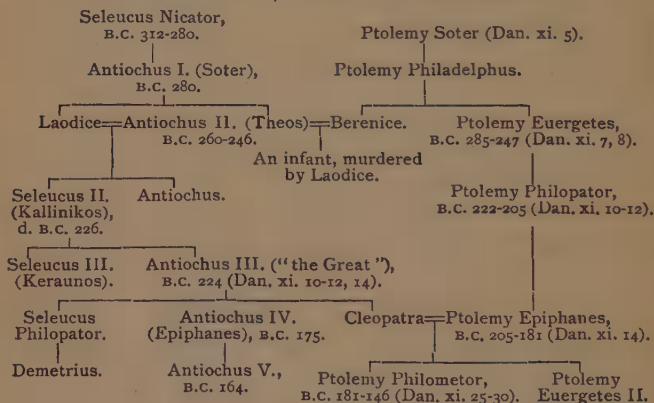 Seleucus Nicator,
B.C. 312-280.
Ptolemy Soter (Dan. xi. 5).
Antiochus I. (Soter),
B.C. 280.
Ptolemy Philadelphus.
Laodice=Antiochus II. (Theos)=Berenice.
B.C. 260-246.
Ptolemy Euergetes,
B.C. 285-247 (Dan. xi. 7, 8).
An infant, murdered
by Laodice.
Seleucus II.
(Kallinikos),
d. B.C. 226.
Antiochus.
Ptolemy Philopator,
B.C. 222-205 (Dan. xi. 10-12).
Seleucus III.
(Keraunos).
Antiochus III. ("the Great"),
B.C. 224 (Dan. xi. 10-12, 14).
Seleucus
Philopator.
Antiochus IV.
(Epiphanes), B.C. 175.
Cleopatra=Ptolemy Epiphanes,
B.C. 205-181 (Dan. xi. 14).
Demetrius.
Antiochus V.,
B.C. 164.
Ptolemy Philometor,
B.C. 181-146 (Dan. xi. 25-30).
Ptolemy
Euergetes II.